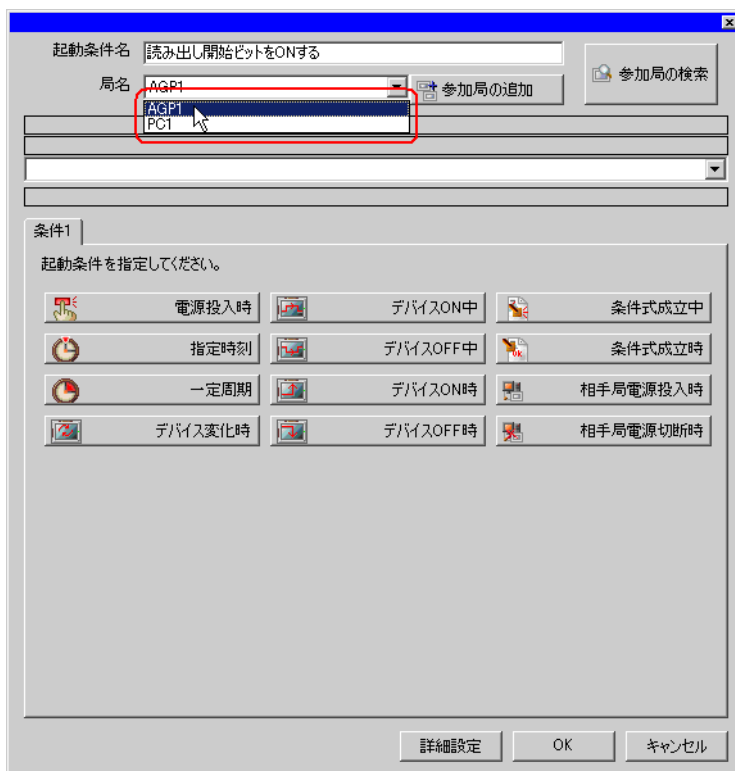 起動条件名 読み出し開始ビットをONする
参加局の検索
局名 AGP1 参加局の追加
AGP1
PC1
条件1
起動条件を指定してください。
電源投入時 デバイスON中 条件式成立中
指定時刻 デバイスOFF中 条件式成立時
一定周期 デバイスON時 相手局電源投入時
デバイス変化時 デバイスOFF時 相手局電源切断時
詳細設定 OK キャンセル